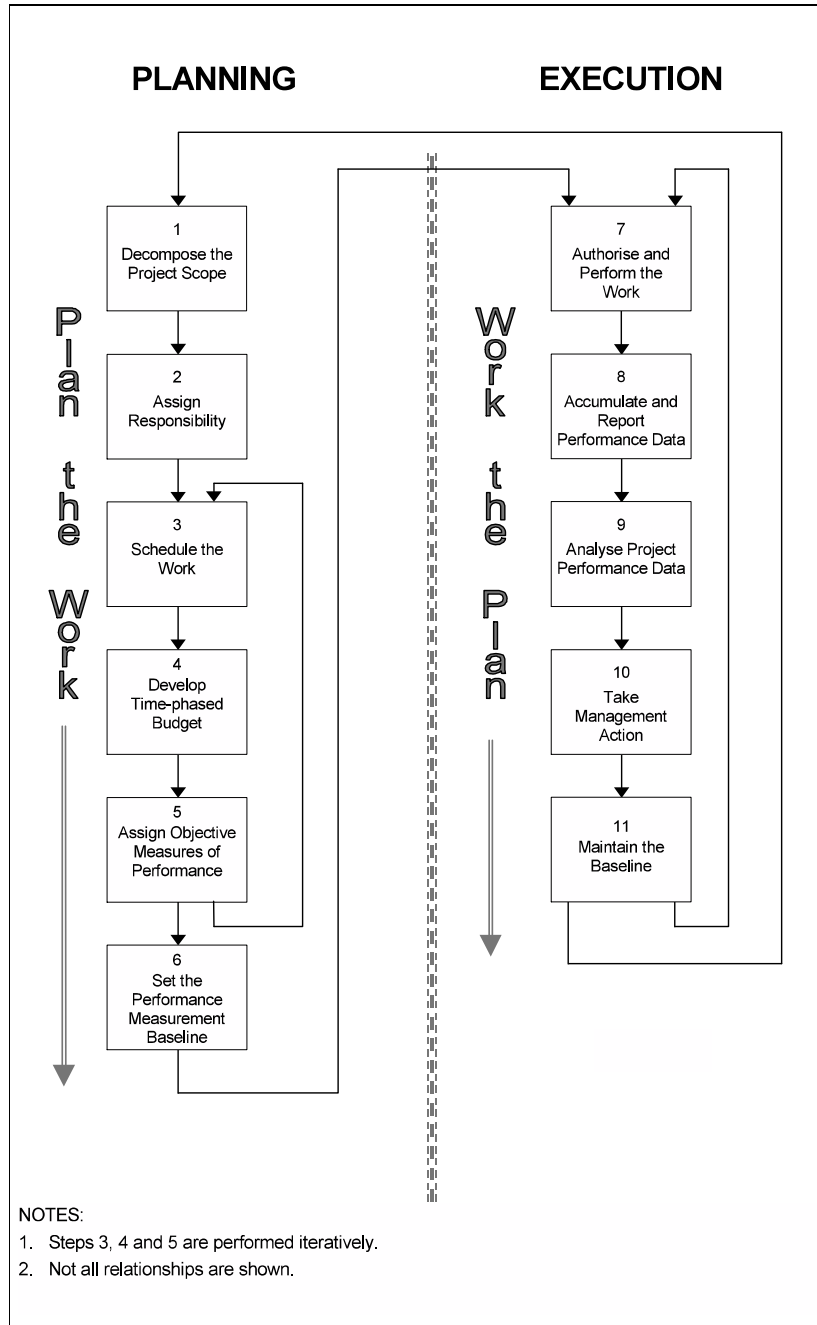 PLANNING
EXECUTION
Plan the Work
1
Decompose the
Project Scope
2
Assign
Responsibility
3
Schedule the
Work
4
Develop
Time-phased
Budget
5
Assign Objective
Measures of
Performance
6
Set the
Performance
Measurement
Baseline
Work the Plan
7
Authorise and
Perform the
Work
8
Accumulate and
Report
Performance Data
9
Analyse Project
Performance Data
10
Take
Management
Action
11
Maintain the
Baseline
NOTES:
1. Steps 3, 4 and 5 are performed iteratively.
2. Not all relationships are shown.